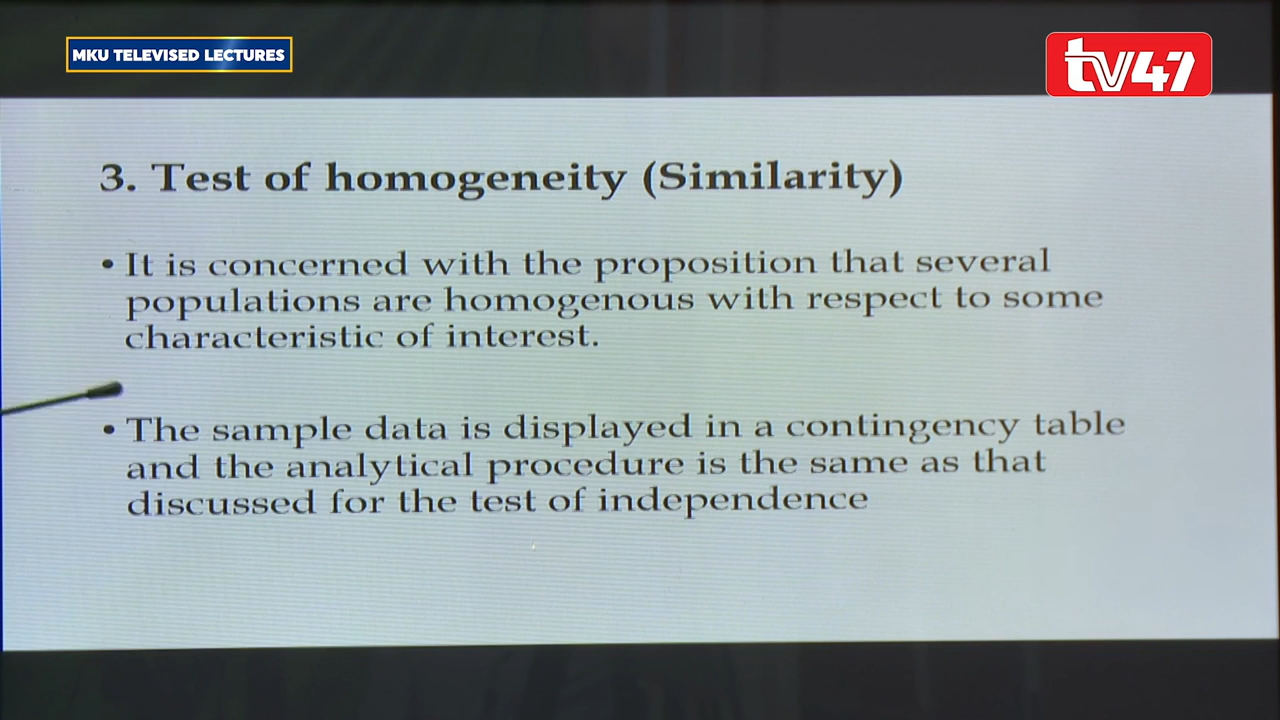 MKU TELEVISED LECTURES
tv47
3. Test of homogeneity (Similarity)
• It is concerned with the proposition that several
populations are homogenous with respect to some
characteristic of interest.
• The sample data is displayed in a contingency table
and the analytical procedure is the same as that
discussed for the test of independence